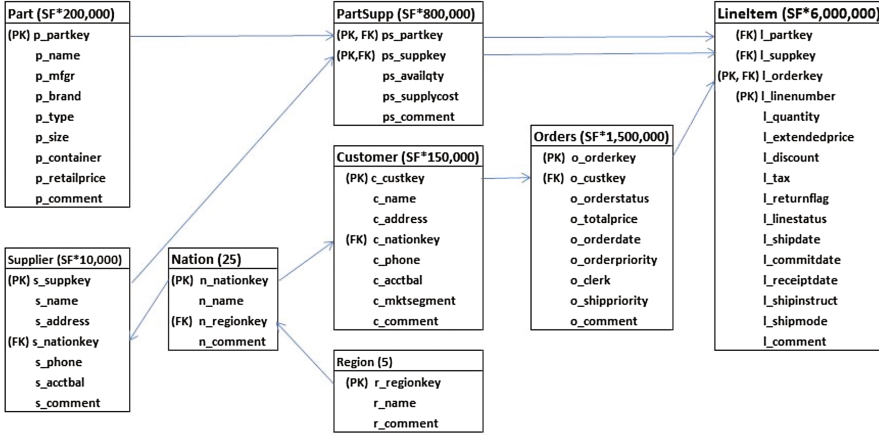 Part (SF*200,000)
(PK) p_partkey
p_name
p_mfgr
p_brand
p_type
p_size
p_container
p_retailprice
p_comment
PartSupp (SF*800,000)
(PK, FK) ps_partkey
(PK,FK) ps_suppkey
ps_availqty
ps_supplycost
ps_comment
LineItem (SF*6,000,000)
(FK) l_partkey
(FK) l_suppkey
(PK, FK) l_orderkey
(PK) l_linenumber
l_quantity
l_extendedprice
l_discount
l_tax
l_returnflag
l_linestatus
l_shipdate
l_commitdate
l_receiptdate
l_shipinstruct
l_shipmode
l_comment
Orders (SF*1,500,000)
(PK) o_orderkey
(FK) o_custkey
o_orderstatus
o_totalprice
o_orderdate
o_orderpriority
o_clerk
o_shippriority
o_comment
Customer (SF*150,000)
(PK) c_custkey
c_name
c_address
(FK) c_nationkey
c_phone
c_acctbal
c_mktsegment
c_comment
Supplier (SF*10,000)
(PK) s_suppkey
s_name
s_address
(FK) s_nationkey
s_phone
s_acctbal
s_comment
Nation (25)
(PK) n_nationkey
n_name
(FK) n_regionkey
n_comment
Region (5)
(PK) r_regionkey
r_name
r_comment